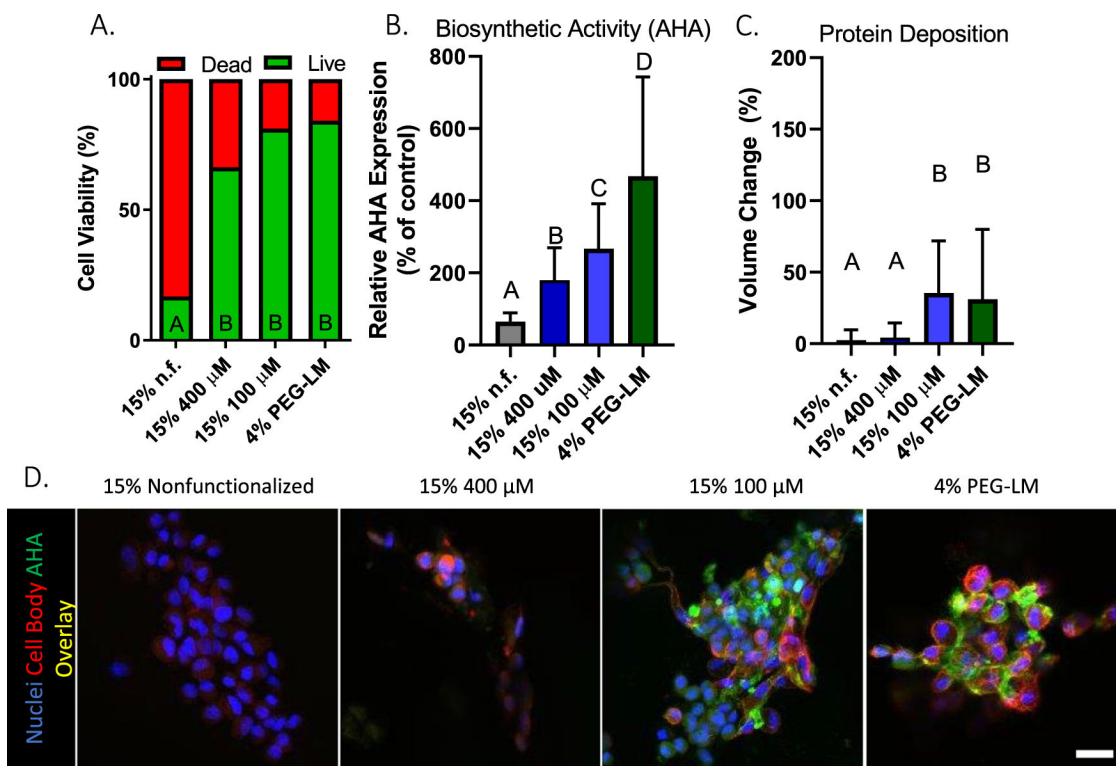 A.
Dead Live
Cell Viability (%)
100
50
0
A B B B
15% n.f.
15% 400 μM
15% 100 μM
4% PEG-LM
B.
Biosynthetic Activity (AHA)
Relative AHA Expression
(% of control)
800
600
400
200
0
A
B
C
D
15% n.f.
15% 400 uM
15% 100 μM
4% PEG-LM
C.
Protein Deposition
Volume Change (%)
200
150
100
50
0
A A B B
15% n.f.
15% 400 μM
15% 100 μM
4% PEG-LM
D.
15% Nonfunctionalized
15% 400 μM
15% 100 μM
4% PEG-LM
Nuclei Cell Body AHA
Overlay